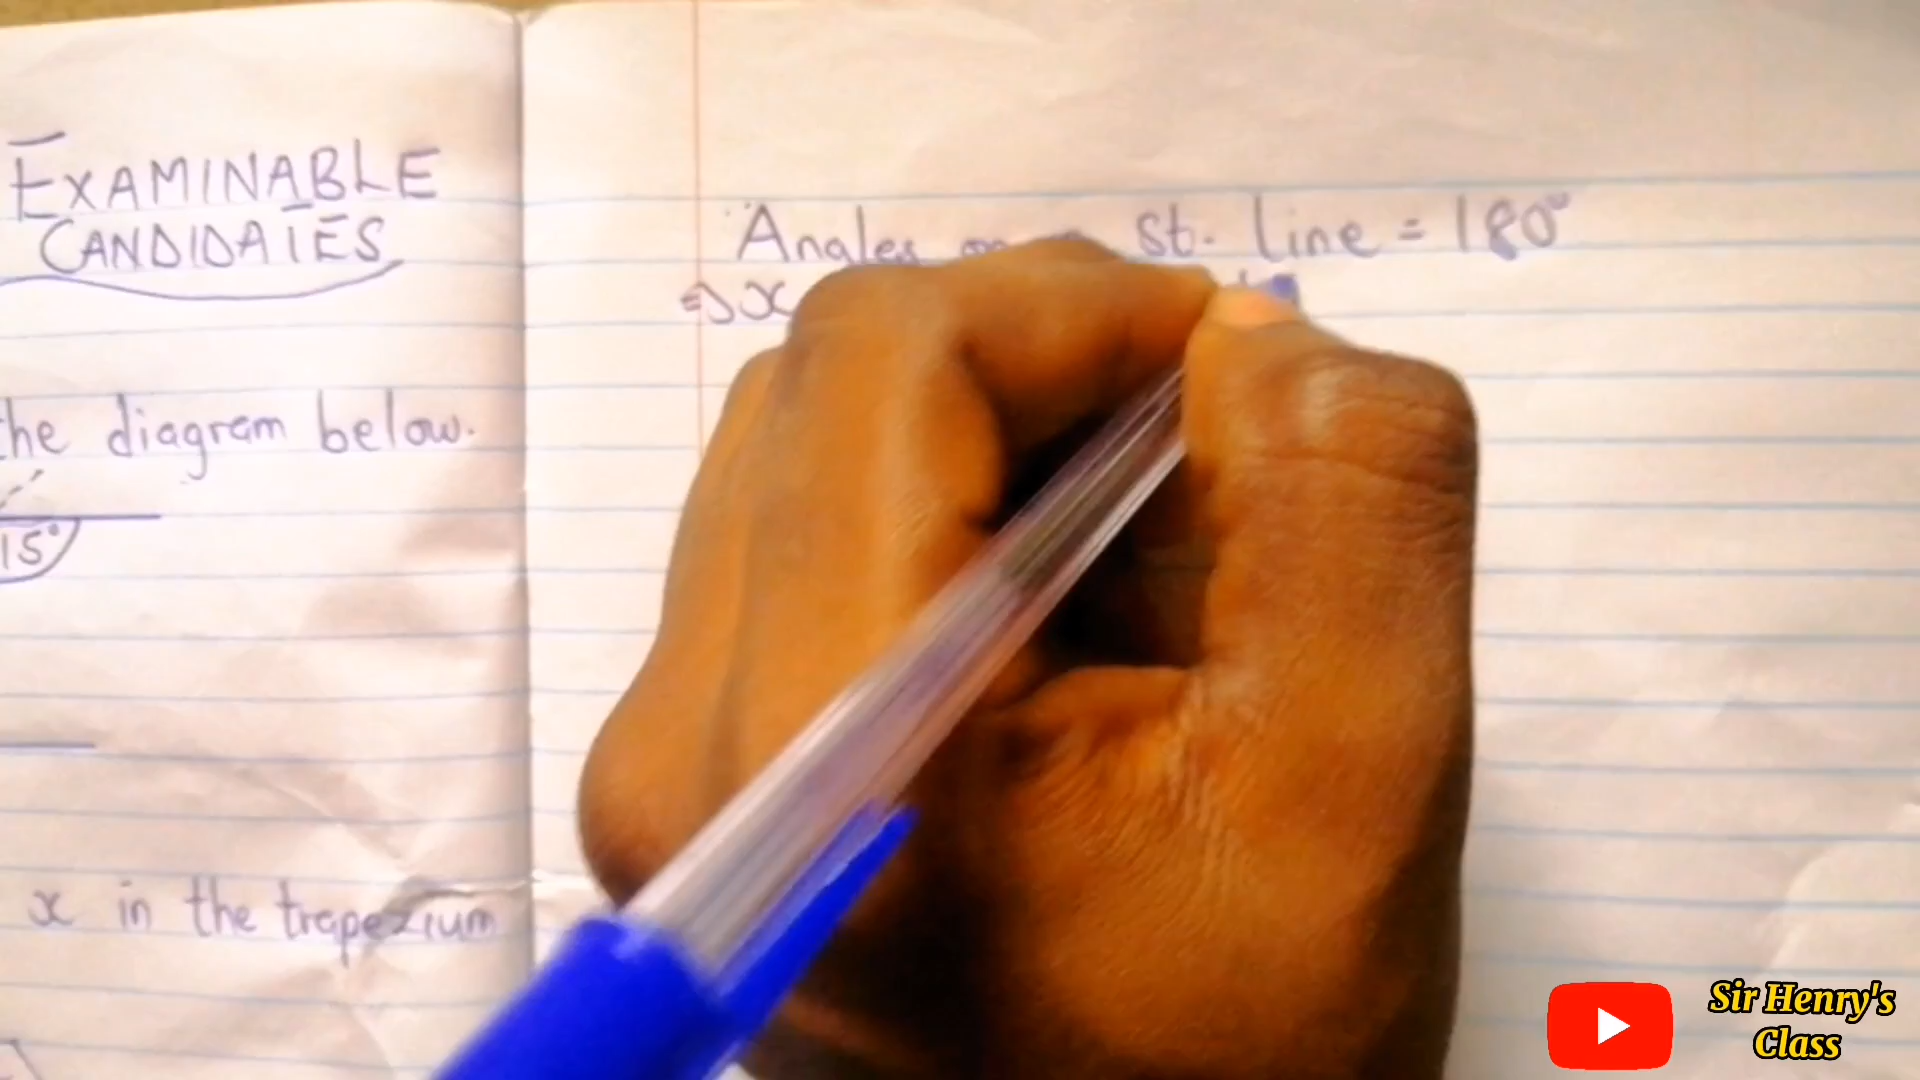 EXAMINABLE
CANDIDATES
the diagram below.
15°
x in the trapezium
Angles st. line = 180°
⇒ x
Sir Henry's
Class